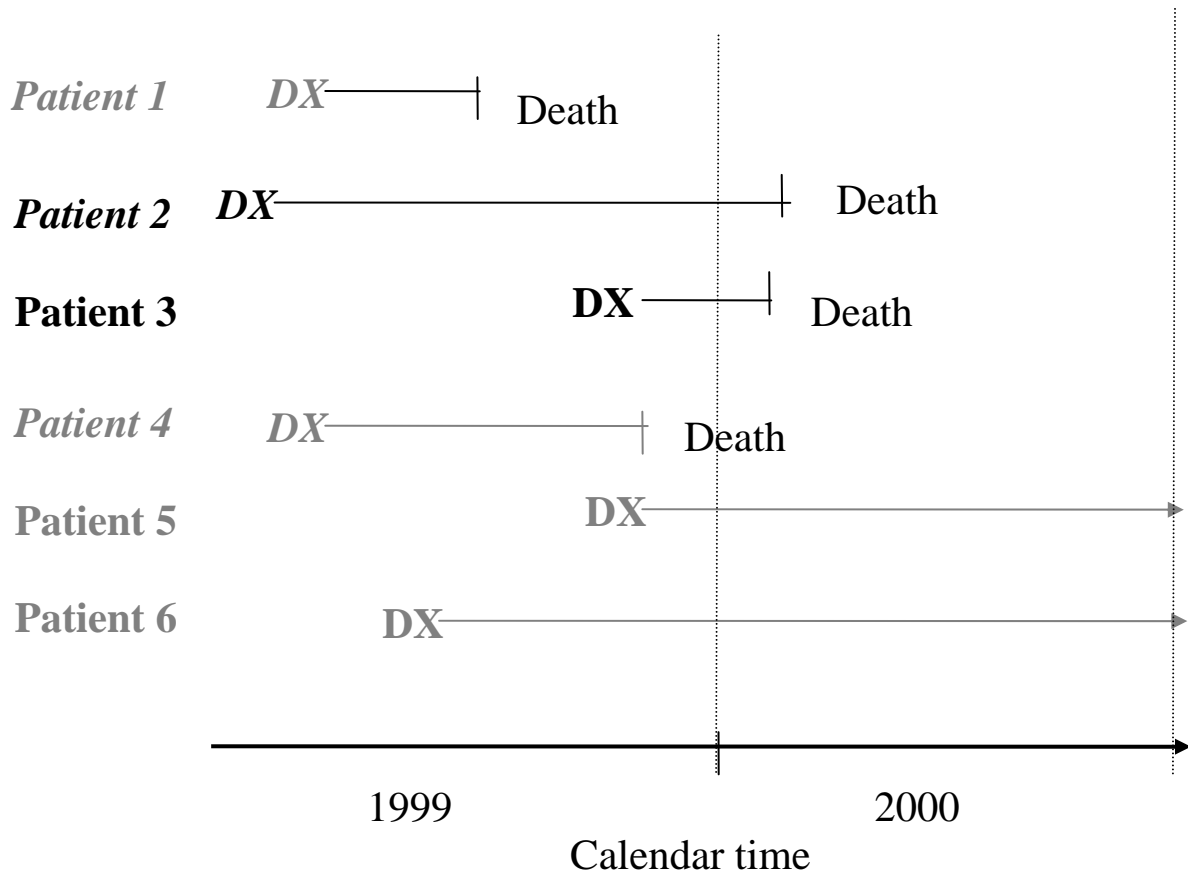 Patient 1 DX Death
Patient 2 DX Death
Patient 3 DX Death
Patient 4 DX Death
Patient 5 DX
Patient 6 DX
1999 2000
Calendar time